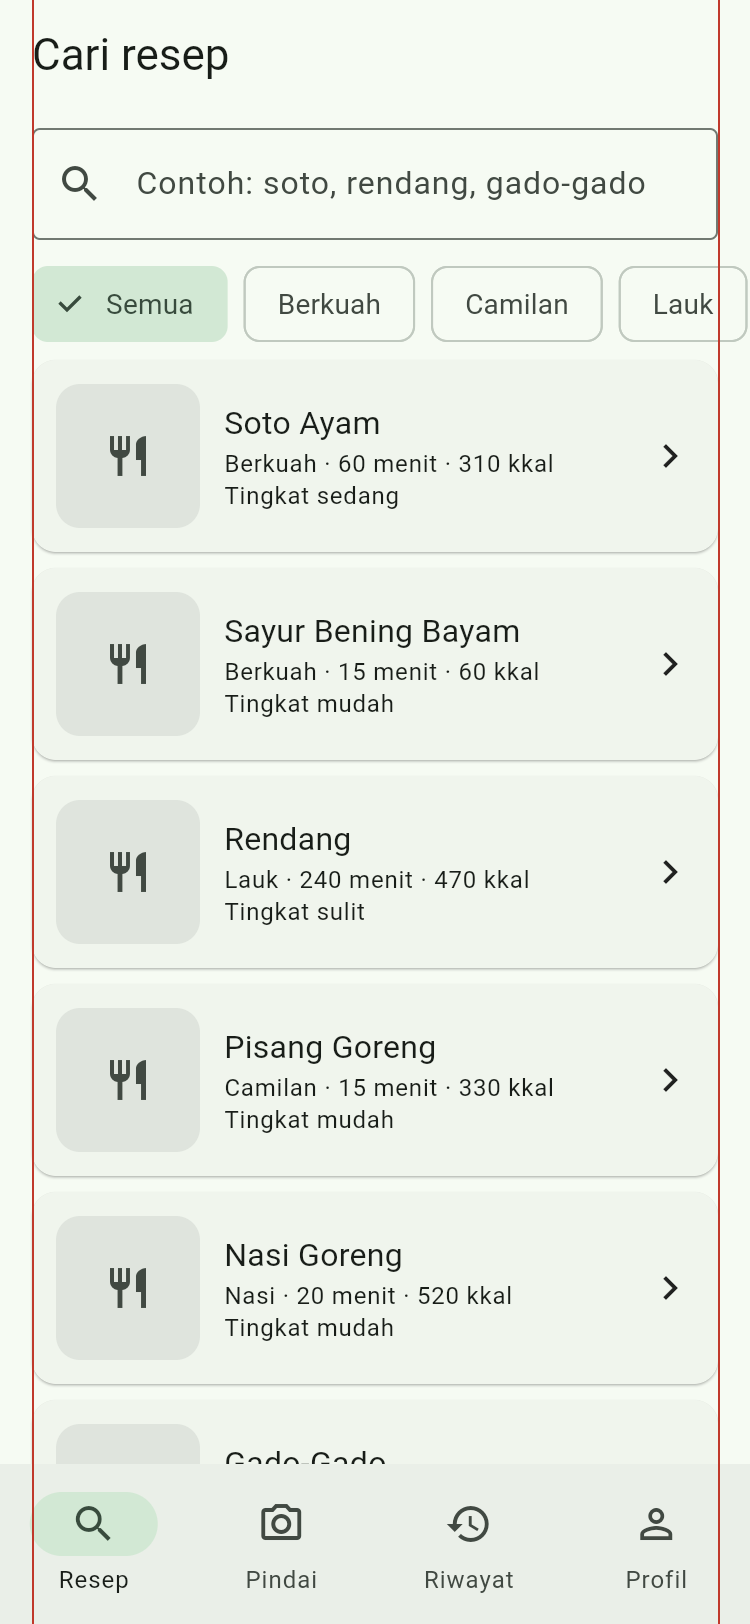 Cari resep
Contoh: soto, rendang, gado-gado
Semua
Berkuah
Camilan
Lauk
Soto Ayam
Berkuah · 60 menit · 310 kkal
Tingkat sedang
Sayur Bening Bayam
Berkuah · 15 menit · 60 kkal
Tingkat mudah
Rendang
Lauk · 240 menit · 470 kkal
Tingkat sulit
Pisang Goreng
Camilan · 15 menit · 330 kkal
Tingkat mudah
Nasi Goreng
Nasi · 20 menit · 520 kkal
Tingkat mudah
Gado-Gado
Resep
Pindai
Riwayat
Profil